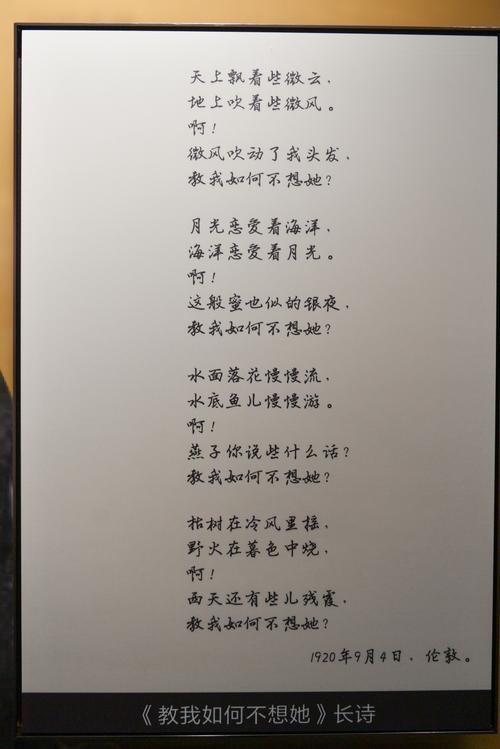 天上飘着些微云，
地上吹着些微风。
啊！
微风吹动了我头发，
教我如何不想她？
月光恋爱着海洋，
海洋恋爱着月光。
啊！
这般蜜也似的银夜，
教我如何不想她？
水面落花慢慢流，
水底鱼儿慢慢游。
啊！
燕子你说些什么话？
教我如何不想她？
枯树在冷风里摇，
野火在暮色中烧，
啊！
西天还有些儿残霞，
教我如何不想她？
1920年9月4日，伦敦。
《教我如何不想她》长诗